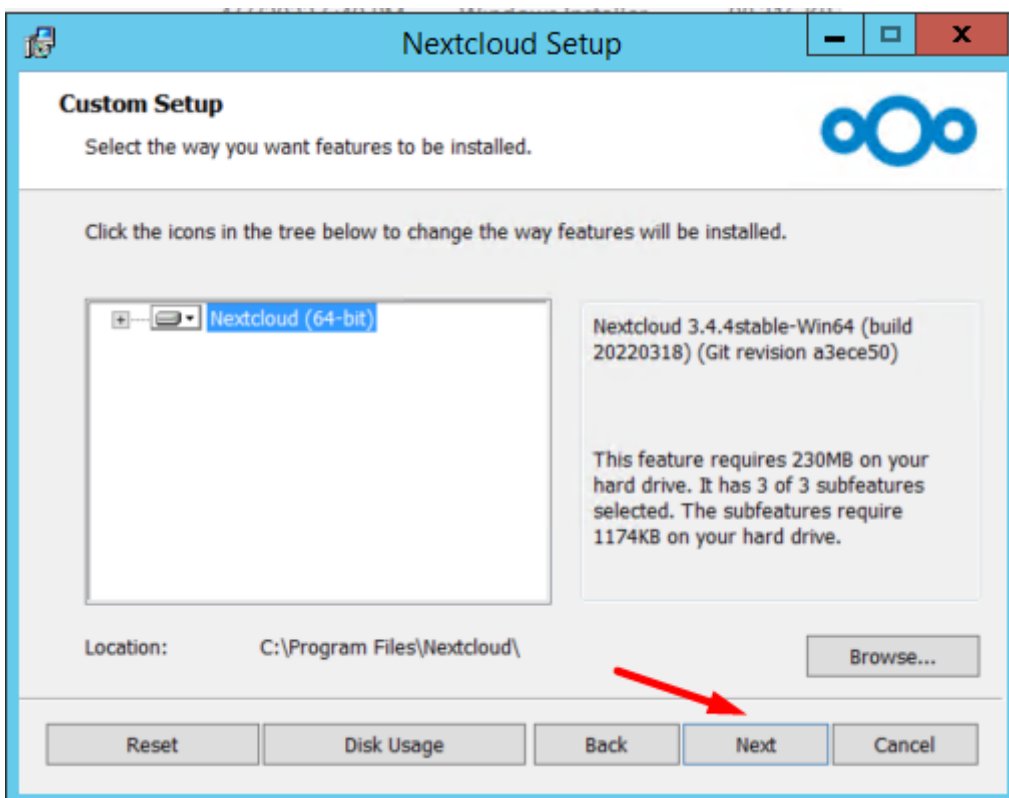 Nextcloud Setup
Custom Setup
Select the way you want features to be installed.
Click the icons in the tree below to change the way features will be installed.
Nextcloud (64-bit)
Nextcloud 3.4.4stable-Win64 (build
20220318) (Git revision a3ece50)
This feature requires 230MB on your
hard drive. It has 3 of 3 subfeatures
selected. The subfeatures require
1174KB on your hard drive.
Location: C:\Program Files\Nextcloud\
Browse...
Reset Disk Usage Back Next Cancel